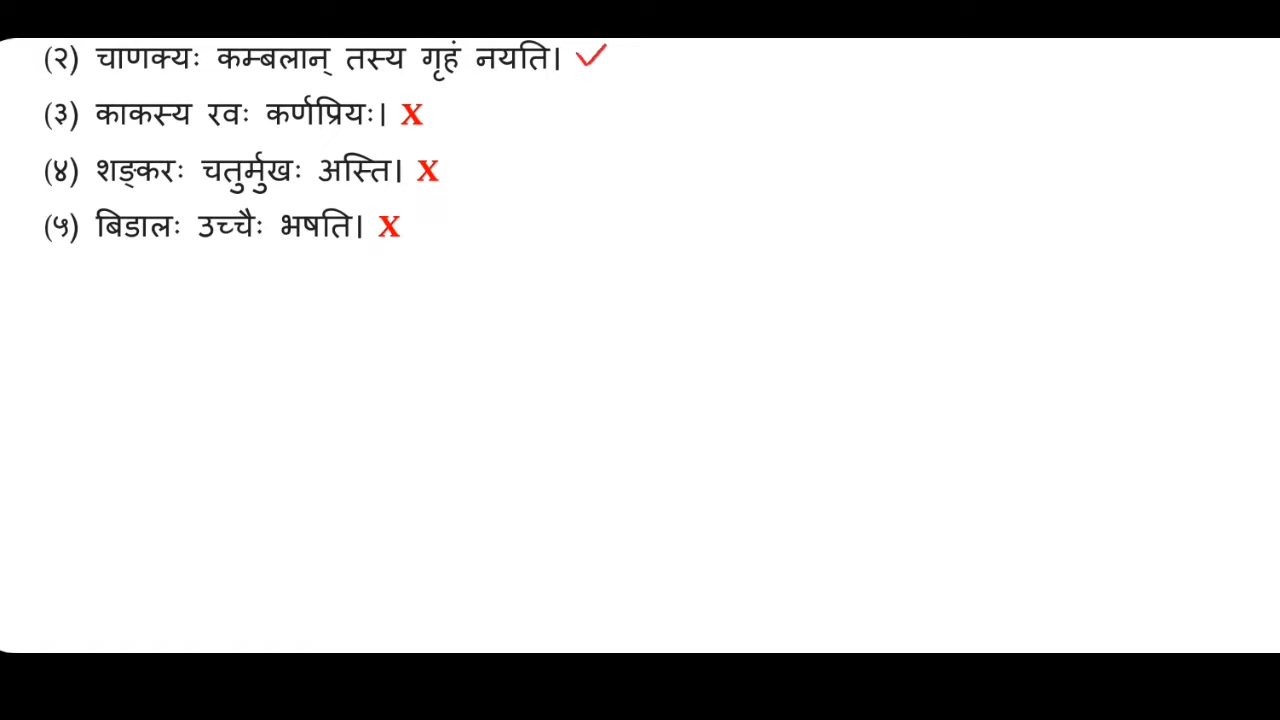 (२) चाणक्यः कम्बलान् तस्य गृहं नयति। ✓
(३) काकस्य रवः कर्णप्रियः। X
(४) शङ्करः चतुर्मुखः अस्ति। X
(५) बिडालः उच्चैः भषति। X